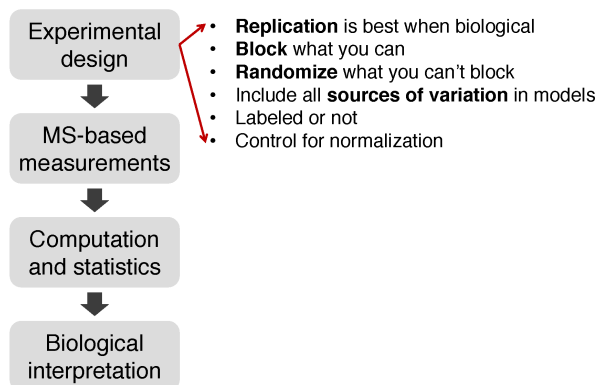 Experimental
design
• Replication is best when biological
• Block what you can
• Randomize what you can't block
• Include all sources of variation in models
• Labeled or not
• Control for normalization
MS-based
measurements
Computation
and statistics
Biological
interpretation